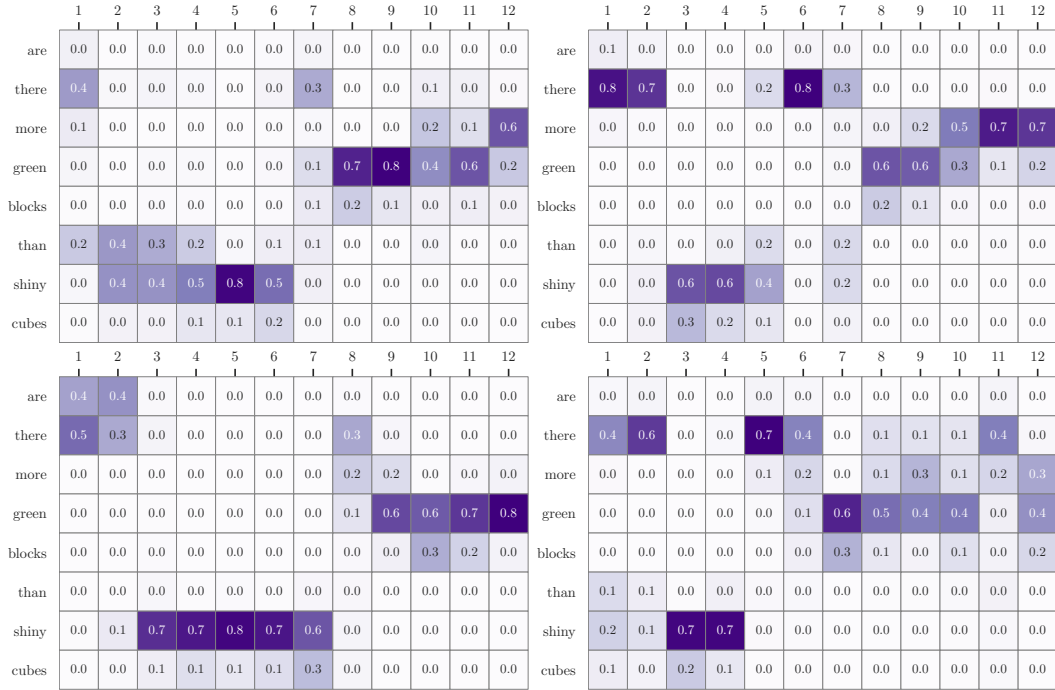 1 2 3 4 5 6 7 8 9 10 11 12
are 0.0 0.0 0.0 0.0 0.0 0.0 0.0 0.0 0.0 0.0 0.0 0.0
there 0.4 0.0 0.0 0.0 0.0 0.0 0.3 0.0 0.0 0.1 0.0 0.0
more 0.1 0.0 0.0 0.0 0.0 0.0 0.0 0.0 0.0 0.2 0.1 0.6
green 0.0 0.0 0.0 0.0 0.0 0.0 0.1 0.7 0.8 0.4 0.6 0.2
blocks 0.0 0.0 0.0 0.0 0.0 0.0 0.1 0.2 0.1 0.0 0.1 0.0
than 0.2 0.4 0.3 0.2 0.0 0.1 0.1 0.0 0.0 0.0 0.0 0.0
shiny 0.0 0.4 0.4 0.5 0.8 0.5 0.0 0.0 0.0 0.0 0.0 0.0
cubes 0.0 0.0 0.0 0.1 0.1 0.2 0.0 0.0 0.0 0.0 0.0 0.0
1 2 3 4 5 6 7 8 9 10 11 12
are 0.1 0.0 0.0 0.0 0.0 0.0 0.0 0.0 0.0 0.0 0.0 0.0
there 0.8 0.7 0.0 0.0 0.2 0.8 0.3 0.0 0.0 0.0 0.0 0.0
more 0.0 0.0 0.0 0.0 0.0 0.0 0.0 0.0 0.2 0.5 0.7 0.7
green 0.0 0.0 0.0 0.0 0.0 0.0 0.0 0.6 0.6 0.3 0.1 0.2
blocks 0.0 0.0 0.0 0.0 0.0 0.0 0.0 0.2 0.1 0.0 0.0 0.0
than 0.0 0.0 0.0 0.0 0.2 0.0 0.2 0.0 0.0 0.0 0.0 0.0
shiny 0.0 0.0 0.6 0.6 0.4 0.0 0.2 0.0 0.0 0.0 0.0 0.0
cubes 0.0 0.0 0.3 0.2 0.1 0.0 0.0 0.0 0.0 0.0 0.0 0.0
1 2 3 4 5 6 7 8 9 10 11 12
are 0.4 0.4 0.0 0.0 0.0 0.0 0.0 0.0 0.0 0.0 0.0 0.0
there 0.5 0.3 0.0 0.0 0.0 0.0 0.0 0.3 0.0 0.0 0.0 0.0
more 0.0 0.0 0.0 0.0 0.0 0.0 0.0 0.2 0.2 0.0 0.0 0.0
green 0.0 0.0 0.0 0.0 0.0 0.0 0.0 0.1 0.6 0.6 0.7 0.8
blocks 0.0 0.0 0.0 0.0 0.0 0.0 0.0 0.0 0.0 0.3 0.2 0.0
than 0.0 0.0 0.0 0.0 0.0 0.0 0.0 0.0 0.0 0.0 0.0 0.0
shiny 0.0 0.1 0.7 0.7 0.8 0.7 0.6 0.0 0.0 0.0 0.0 0.0
cubes 0.0 0.0 0.1 0.1 0.1 0.1 0.3 0.0 0.0 0.0 0.0 0.0
1 2 3 4 5 6 7 8 9 10 11 12
are 0.0 0.0 0.0 0.0 0.0 0.0 0.0 0.0 0.0 0.0 0.0 0.0
there 0.4 0.6 0.0 0.0 0.7 0.4 0.0 0.1 0.1 0.1 0.4 0.0
more 0.0 0.0 0.0 0.0 0.1 0.2 0.0 0.1 0.3 0.1 0.2 0.3
green 0.0 0.0 0.0 0.0 0.0 0.1 0.6 0.5 0.4 0.4 0.0 0.4
blocks 0.0 0.0 0.0 0.0 0.0 0.0 0.3 0.1 0.0 0.1 0.0 0.2
than 0.1 0.1 0.0 0.0 0.0 0.0 0.0 0.0 0.0 0.0 0.0 0.0
shiny 0.2 0.1 0.7 0.7 0.0 0.0 0.0 0.0 0.0 0.0 0.0 0.0
cubes 0.1 0.0 0.2 0.1 0.0 0.0 0.0 0.0 0.0 0.0 0.0 0.0